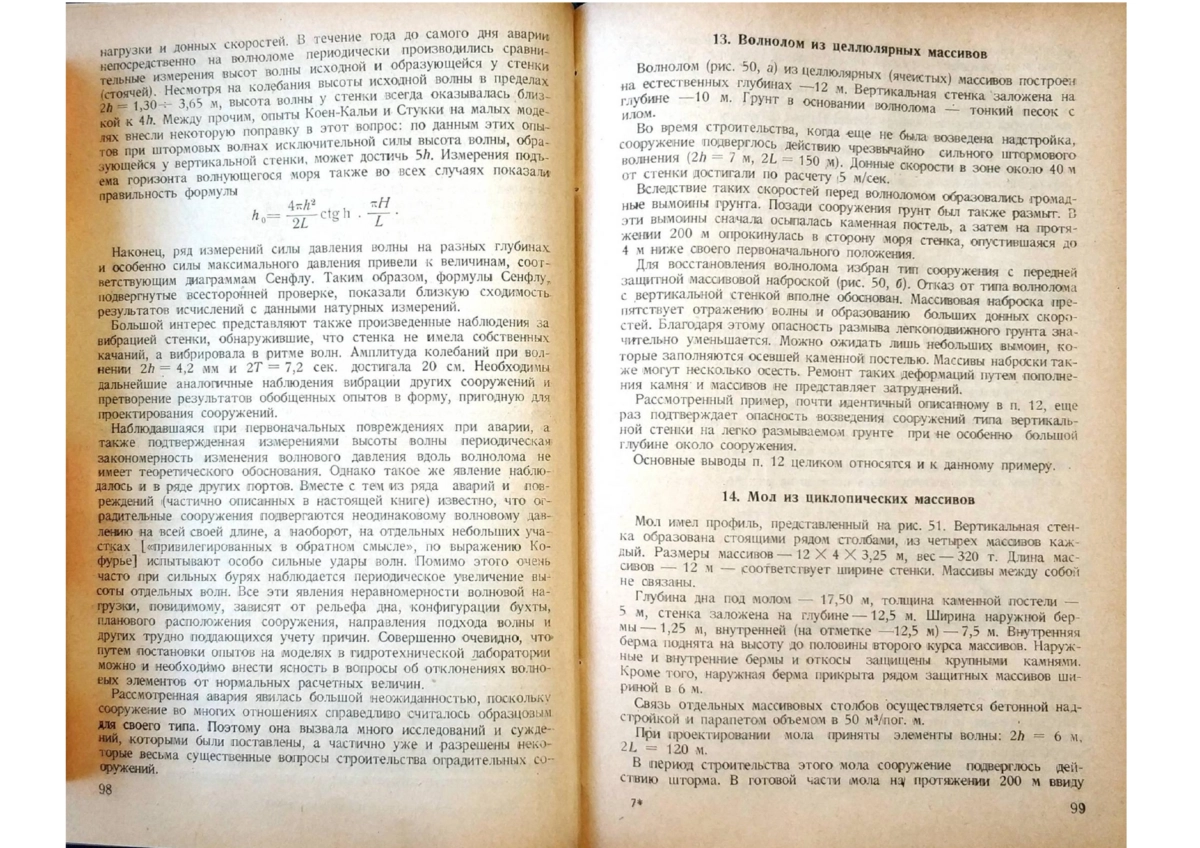 нагрузки и донных скоростей. В течение года до самого дня аварии
непосредственно на волноломе периодически производились сравни-
тельные измерения высот волны исходной и образующейся у стенки
(стоячей). Несмотря на колебания высоты исходной волны в пределах
2h = 1,30 ÷ 3,65 м, высота волны у стенки всегда оказывалась близ-
кой к 4h. Между прочим, опыты Коен-Кальи и Стукки на малых моде-
лях внесли некоторую поправку в этот вопрос: по данным этих опы-
тов при штормовых волнах исключительной силы высота волны, обра-
зующейся у вертикальной стенки, может достичь 5h. Измерения подъ-
ема горизонта волнующегося моря также во всех случаях показали
правильность формулы
h₀ = 4πh²/2L ctg h · πH/L ·
Наконец, ряд измерений силы давления волны на разных глубинах
и особенно силы максимального давления привели к величинам, соот-
ветствующим диаграммам Сенфлу. Таким образом, формулы Сенфлу,
подвергнутые всесторонней проверке, показали близкую сходимость
результатов исчислений с данными натурных измерений.
Большой интерес представляют также произведенные наблюдения за
вибрацией стенки, обнаружившие, что стенка не имела собственных
качаний, а вибрировала в ритме волн. Амплитуда колебаний при вол-
нении 2h = 4,2 мм и 2T = 7,2 сек. достигала 20 см. Необходимы
дальнейшие аналогичные наблюдения вибрации других сооружений и
претворение результатов обобщенных опытов в форму, пригодную для
проектирования сооружений.
Наблюдавшаяся при первоначальных повреждениях при аварии, а
также подтвержденная измерениями высоты волны периодическая
закономерность изменения волнового давления вдоль волнолома не
имеет теоретического обоснования. Однако такое же явление наблю-
далось и в ряде других портов. Вместе с тем из ряда аварий и пов-
реждений (частично описанных в настоящей книге) известно, что ог-
радительные сооружения подвергаются неодинаковому волновому дав-
лению на всей своей длине, а наоборот, на отдельных небольших уча-
стках [«привилегированных в обратном смысле», по выражению Ко-
фурье] испытывают особо сильные удары волн. Помимо этого очень
часто при сильных бурях наблюдается периодическое увеличение вы-
соты отдельных волн. Все эти явления неравномерности волновой на-
грузки, повидимому, зависят от рельефа дна, конфигурации бухты,
планового расположения сооружения, направления подхода волны и
других трудно поддающихся учету причин. Совершенно очевидно, что
путем постановки опытов на моделях в гидротехнической лаборатории
можно и необходимо внести ясность в вопросы об отклонениях волно-
вых элементов от нормальных расчетных величин.
Рассмотренная авария явилась большой неожиданностью, поскольку
сооружение во многих отношениях справедливо считалось образцовым
для своего типа. Поэтому она вызвала много исследований и сужде-
ний, которыми были поставлены, а частично уже и разрешены неко-
торые весьма существенные вопросы строительства оградительных со-
оружений.
98
13. Волнолом из целлюлярных массивов
Волнолом (рис. 50, а) из целлюлярных (ячеистых) массивов построен
на естественных глубинах —12 м. Вертикальная стенка заложена на
глубине —10 м. Грунт в основании волнолома — тонкий песок с
илом.
Во время строительства, когда еще не была возведена надстройка,
сооружение подверглось действию чрезвычайно сильного штормового
волнения (2h = 7 м, 2L = 150 м). Донные скорости в зоне около 40 м
от стенки достигали по расчету 5 м/сек.
Вследствие таких скоростей перед волноломом образовались громад-
ные вымоины грунта. Позади сооружения грунт был также размыт. В
эти вымоины сначала осыпалась каменная постель, а затем на протя-
жении 200 м опрокинулась в сторону моря стенка, опустившаяся до
4 м ниже своего первоначального положения.
Для восстановления волнолома избран тип сооружения с передней
защитной массивовой наброской (рис. 50, б). Отказ от типа волнолома
с вертикальной стенкой вполне обоснован. Массивовая наброска пре-
пятствует отражению волны и образованию больших донных скоро-
стей. Благодаря этому опасность размыва легкоподвижного грунта зна-
чительно уменьшается. Можно ожидать лишь небольших вымоин, ко-
торые заполняются осевшей каменной постелью. Массивы наброски так-
же могут несколько осесть. Ремонт таких деформаций путем пополне-
ния камня и массивов не представляет затруднений.
Рассмотренный пример, почти идентичный описанному в п. 12, еще
раз подтверждает опасность возведения сооружений типа вертикаль-
ной стенки на легко размываемом грунте при не особенно большой
глубине около сооружения.
Основные выводы п. 12 целиком относятся и к данному примеру.
14. Мол из циклопических массивов
Мол имел профиль, представленный на рис. 51. Вертикальная стен-
ка образована стоящими рядом столбами, из четырех массивов каж-
дый. Размеры массивов — 12 × 4 × 3,25 м, вес — 320 т. Длина мас-
сивов — 12 м — соответствует ширине стенки. Массивы между собой
не связаны.
Глубина дна под молом — 17,50 м, толщина каменной постели —
5 м, стенка заложена на глубине — 12,5 м. Ширина наружной бер-
мы — 1,25 м, внутренней (на отметке —12,5 м) — 7,5 м. Внутренняя
берма поднята на высоту до половины второго курса массивов. Наруж-
ные и внутренние бермы и откосы защищены крупными камнями.
Кроме того, наружная берма прикрыта рядом защитных массивов ши-
риной в 6 м.
Связь отдельных массивовых столбов осуществляется бетонной над-
стройкой и парапетом объемом в 50 м³/пог. м.
При проектировании мола приняты элементы волны: 2h = 6 м,
2L = 120 м.
В период строительства этого мола сооружение подверглось дей-
ствию шторма. В готовой части мола на протяжении 200 м ввиду
7*
99